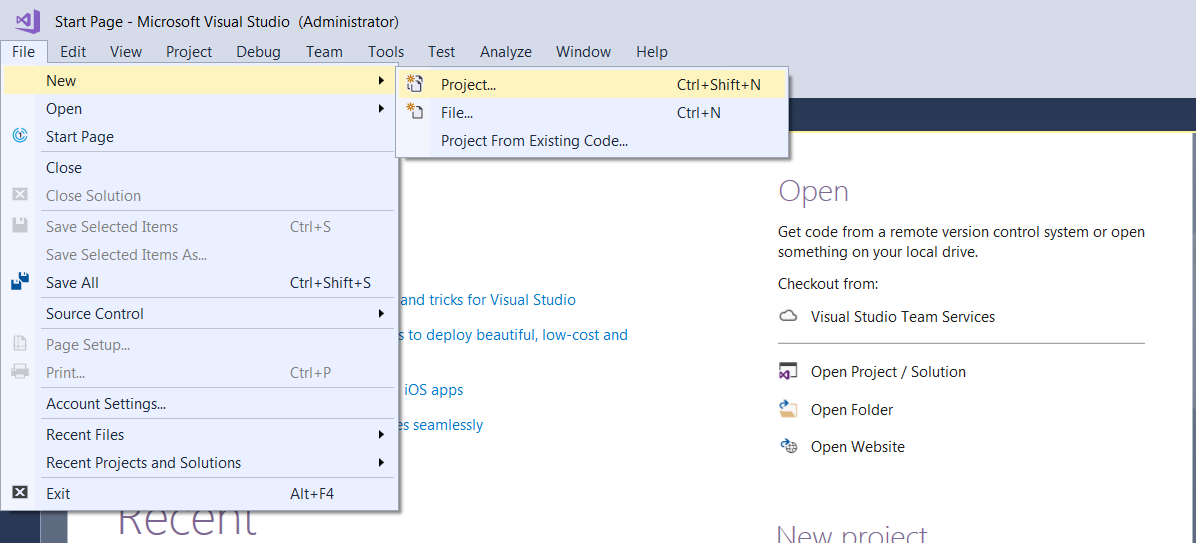 Start Page - Microsoft Visual Studio (Administrator)
File Edit View Project Debug Team Tools Test Analyze Window Help
New
Open
Start Page
Close
Close Solution
Save Selected Items Ctrl+S
Save Selected Items As...
Save All Ctrl+Shift+S
Source Control
Page Setup...
Print... Ctrl+P
Account Settings...
Recent Files
Recent Projects and Solutions
Exit Alt+F4
Project... Ctrl+Shift+N
File... Ctrl+N
Project From Existing Code...
and tricks for Visual Studio
to deploy beautiful, low-cost and
iOS apps
seamlessly
Recent
Open
Get code from a remote version control system or open
something on your local drive.
Checkout from:
Visual Studio Team Services
Open Project / Solution
Open Folder
Open Website
New project